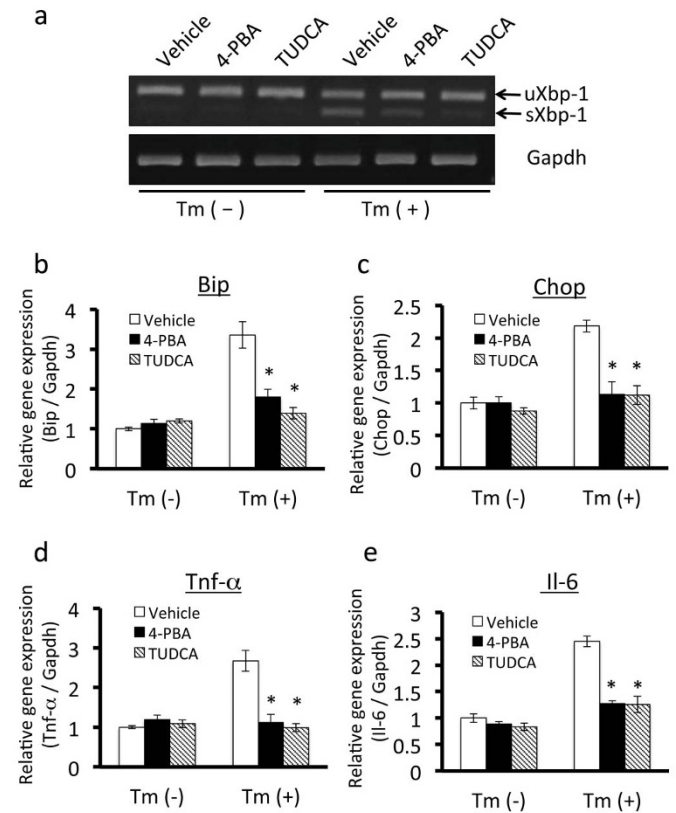 a
Vehicle 4-PBA TUDCA Vehicle 4-PBA TUDCA
uXbp-1
sXbp-1
Gapdh
Tm ( − ) Tm ( + )
b
Bip
Relative gene expression
(Bip / Gapdh)
4
3
2
1
0
Vehicle
4-PBA
TUDCA
* *
Tm (-) Tm (+)
c
Chop
Relative gene expression
(Chop / Gapdh)
2.5
2
1.5
1
0.5
0
Vehicle
4-PBA
TUDCA
* *
Tm (-) Tm (+)
d
Tnf-α
Relative gene expression
(Tnf-α / Gapdh)
4
3
2
1
0
Vehicle
4-PBA
TUDCA
* *
Tm (-) Tm (+)
e
Il-6
Relative gene expression
(Il-6 / Gapdh)
3
2.5
2
1.5
1
0.5
0
Vehicle
4-PBA
TUDCA
* *
Tm (-) Tm (+)